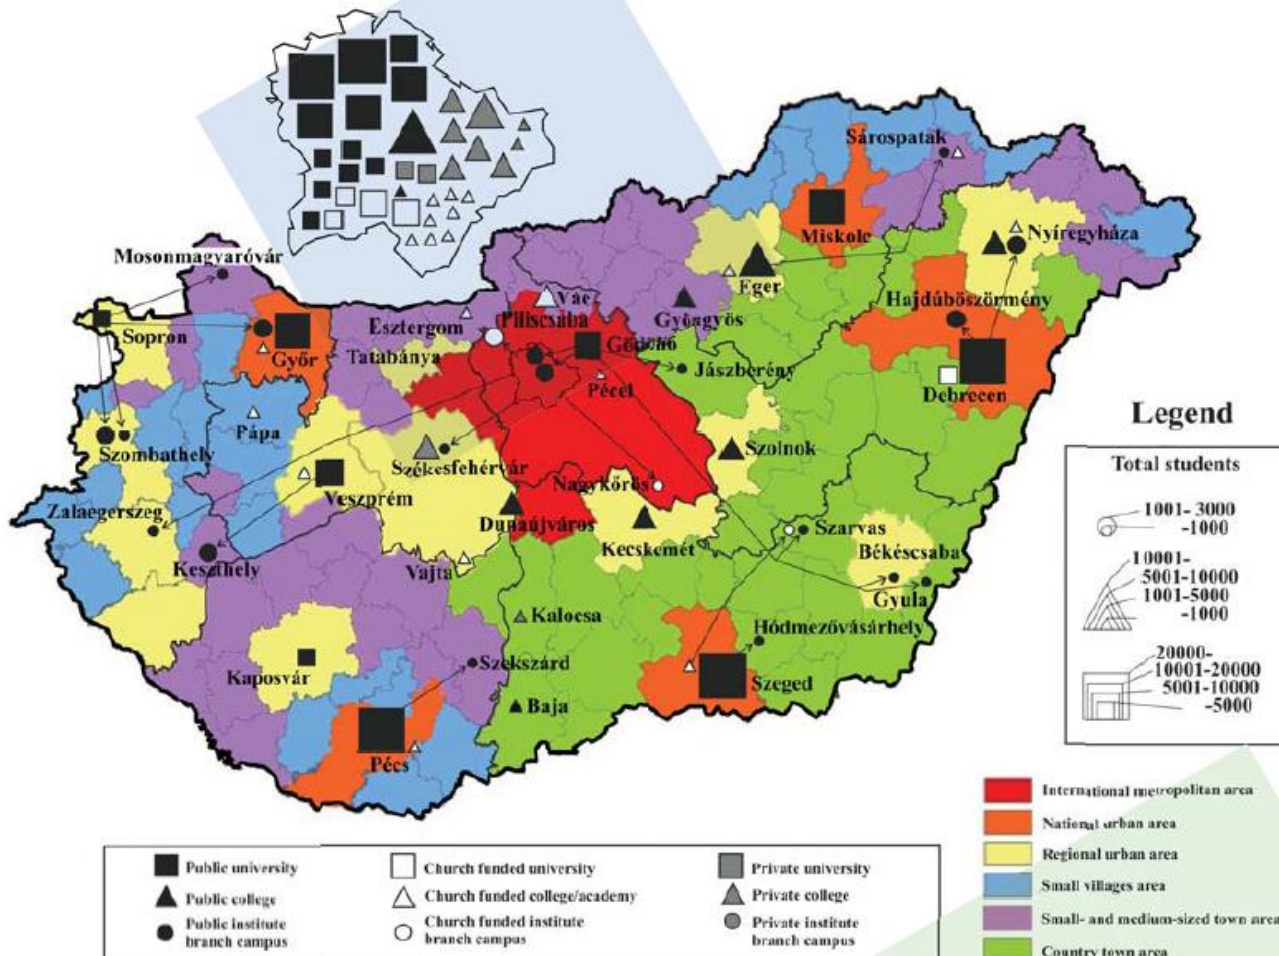 Sárospatak
Miskolc
Nyíregyháza
Mosonmagyaróvár
Eger
Hajdúböszörmény
Vác
Esztergom
Piliscsaba
Gyöngyös
Sopron
Győr
Tatabánya
Gödöllő
Jászberény
Pécel
Debrecen
Pápa
Szombathely
Székesfehérvár
Szolnok
Veszprém
Nagykőrös
Zalaegerszeg
Dunaújváros
Szarvas
Kecskemét
Békéscsaba
Keszthely
Vajta
Gyula
Kalocsa
Hódmezővásárhely
Szekszárd
Kaposvár
Szeged
Baja
Pécs
Legend
Total students
1001- 3000
-1000
10001-
5001-10000
1001-5000
-1000
20000-
10001-20000
5001-10000
-5000
International metropolitan area
National urban area
Regional urban area
Small villages area
Small- and medium-sized town area
Country town area
Public university
Public college
Public institute
branch campus
Church funded university
Church funded college/academy
Church funded institute
branch campus
Private university
Private college
Private institute
branch campus